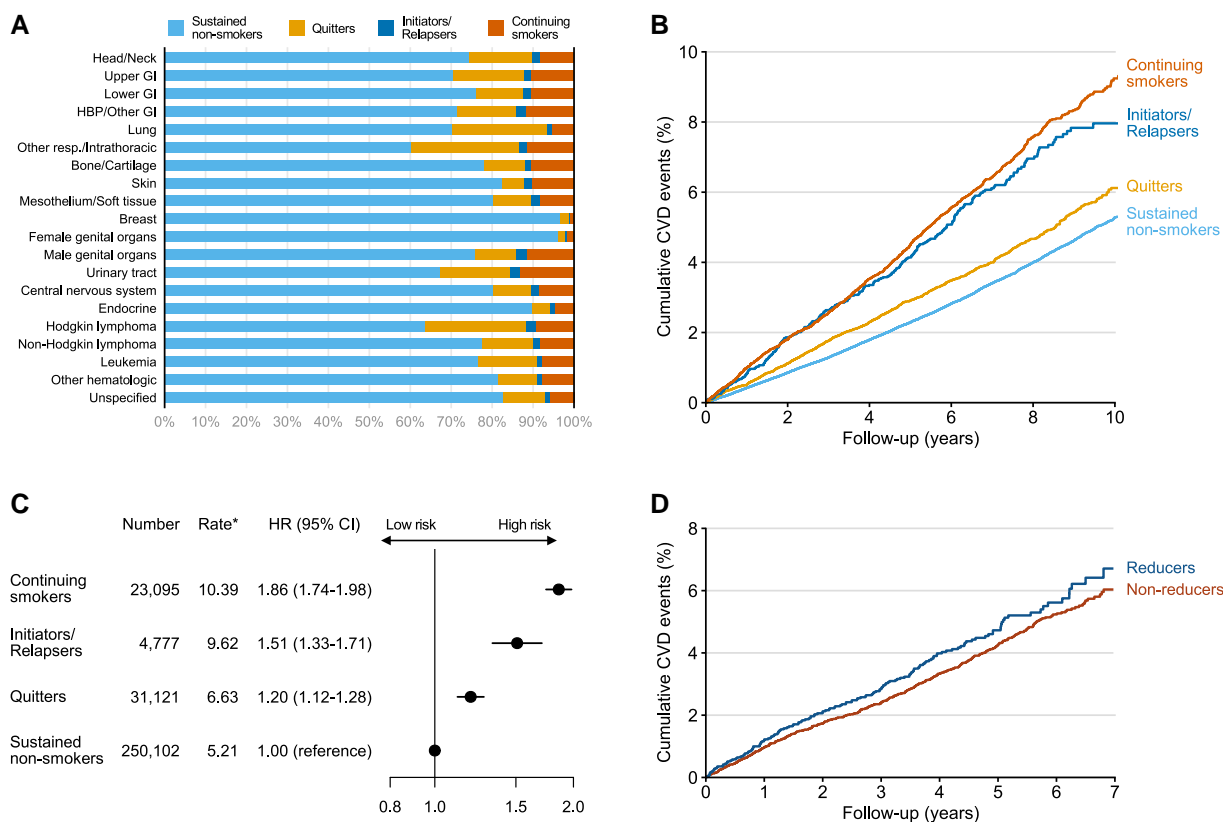 A
Sustained
non-smokers
Quitters
Initiators/
Relapsers
Continuing
smokers
Head/Neck
Upper GI
Lower GI
HBP/Other GI
Lung
Other resp./Intrathoracic
Bone/Cartilage
Skin
Mesothelium/Soft tissue
Breast
Female genital organs
Male genital organs
Urinary tract
Central nervous system
Endocrine
Hodgkin lymphoma
Non-Hodgkin lymphoma
Leukemia
Other hematologic
Unspecified
0% 10% 20% 30% 40% 50% 60% 70% 80% 90% 100%
B
Cumulative CVD events (%)
10
8
6
4
2
0
0 2 4 6 8 10
Follow-up (years)
Continuing
smokers
Initiators/
Relapsers
Quitters
Sustained
non-smokers
C
Number Rate* HR (95% CI)
Low risk High risk
Continuing
smokers
23,095 10.39 1.86 (1.74-1.98)
Initiators/
Relapsers
4,777 9.62 1.51 (1.33-1.71)
Quitters 31,121 6.63 1.20 (1.12-1.28)
Sustained
non-smokers
250,102 5.21 1.00 (reference)
0.8 1.0 1.5 2.0
D
Cumulative CVD events (%)
8
6
4
2
0
0 1 2 3 4 5 6 7
Follow-up (years)
Reducers
Non-reducers